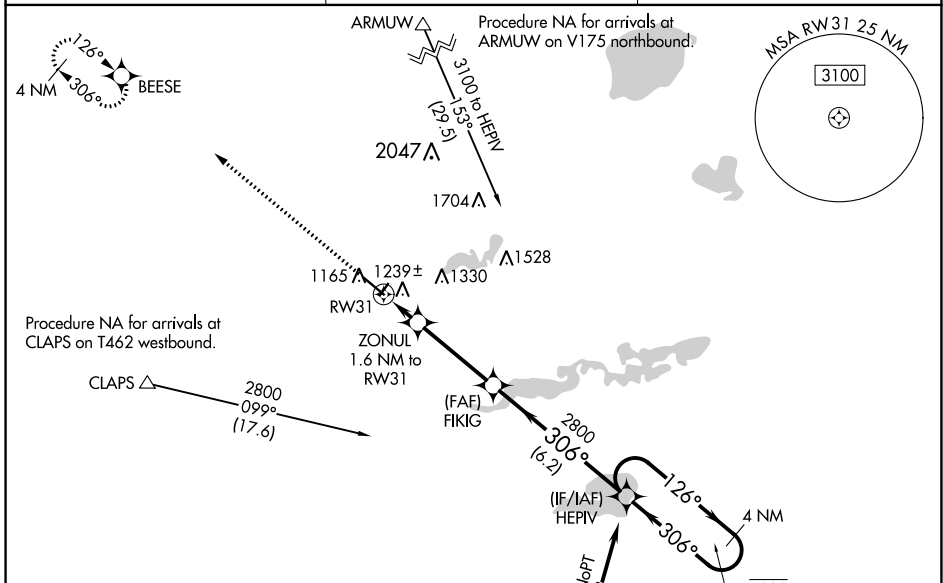 ARMUW
Procedure NA for arrivals at
ARMUW on V175 northbound.
MSA RW31 25 NM
3100
126°
306°
4 NM
BEESE
3100 to HEPIV
153°
(29.5)
2047
1704
1528
1165
1239±
1330
RW31
ZONUL
1.6 NM to
RW31
Procedure NA for arrivals at
CLAPS on T462 westbound.
CLAPS
2800
099°
(17.6)
(FAF)
FIKIG
2800
306°
(6.2)
(IF/IAF)
HEPIV
126°
306°
4 NM
NoPT